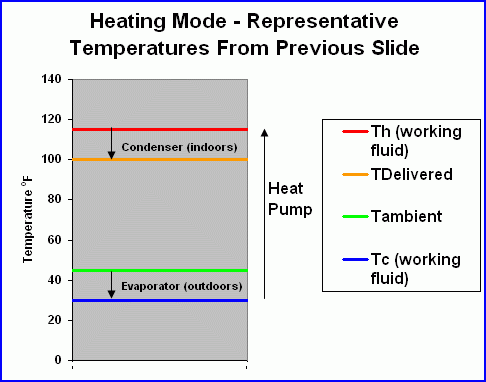 Heating Mode - Representative
Temperatures From Previous Slide
Temperature °F
140
120
100
80
60
40
20
0
Condenser (indoors)
Evaporator (outdoors)
Heat
Pump
Th (working
fluid)
TDelivered
Tambient
Tc (working
fluid)